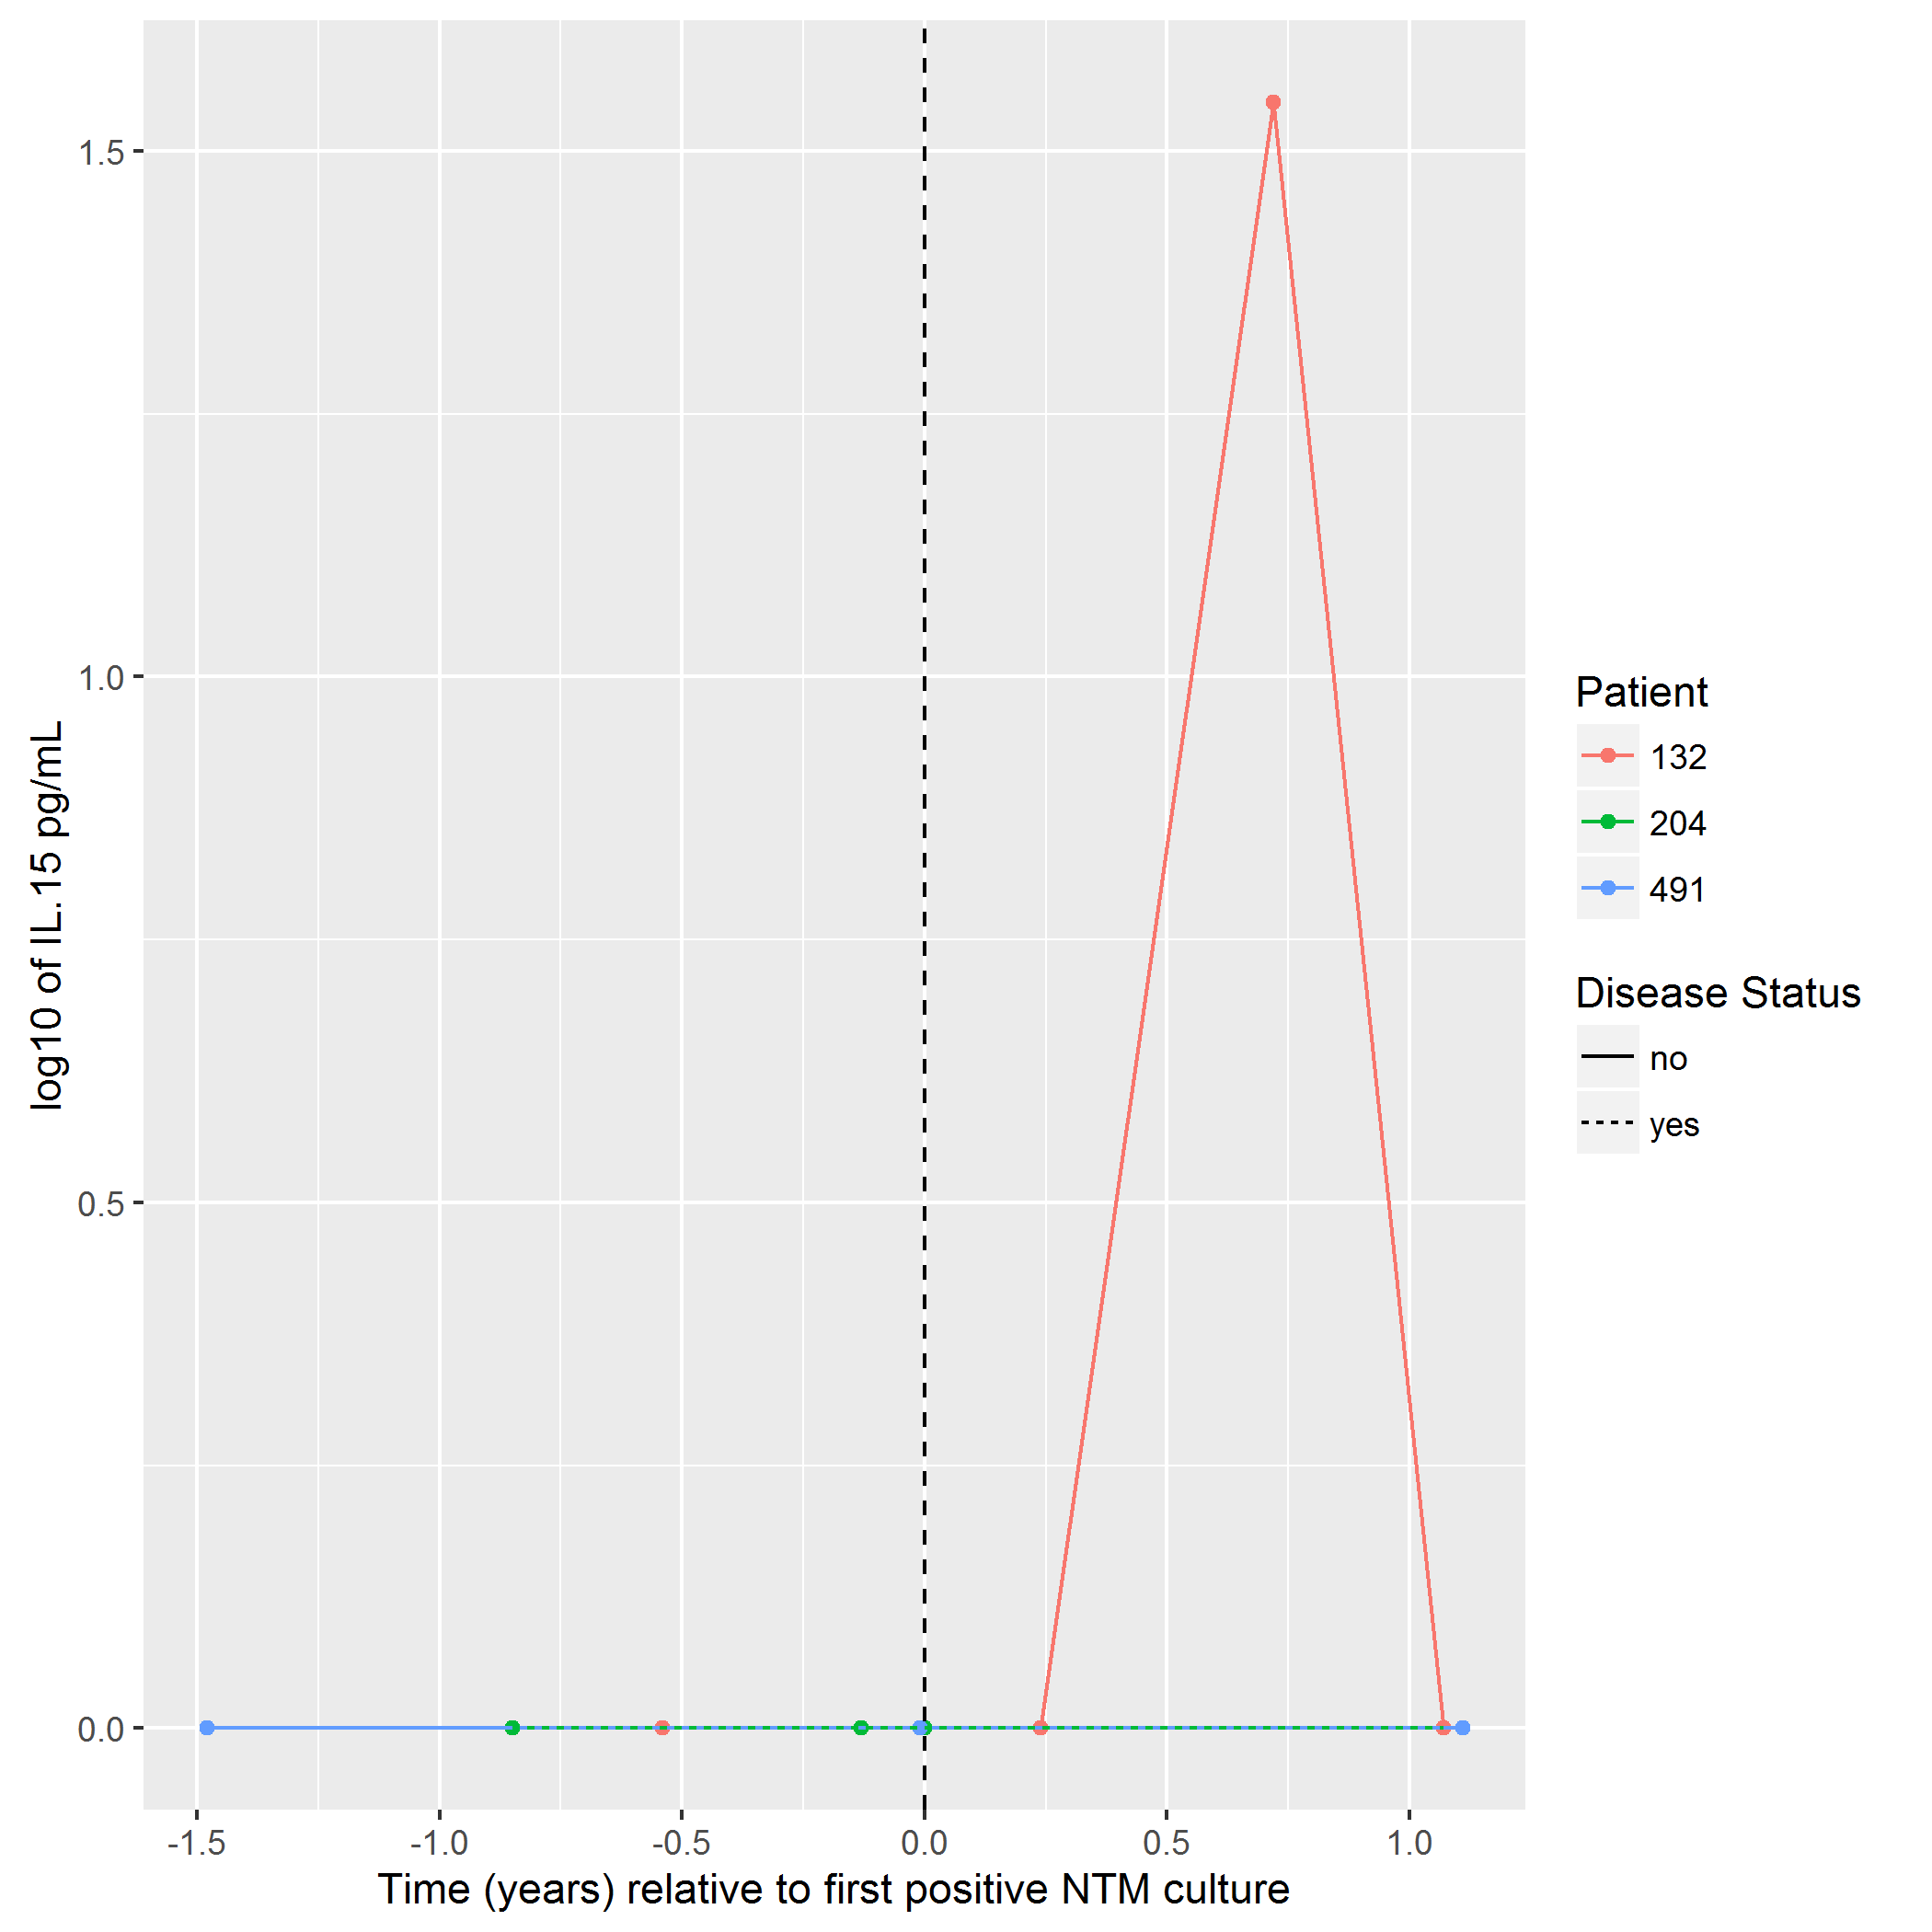 log10 of IL.15 pg/mL
1.5
1.0
0.5
0.0
-1.5 -1.0 -0.5 0.0 0.5 1.0
Time (years) relative to first positive NTM culture
Patient
132
204
491
Disease Status
no
yes